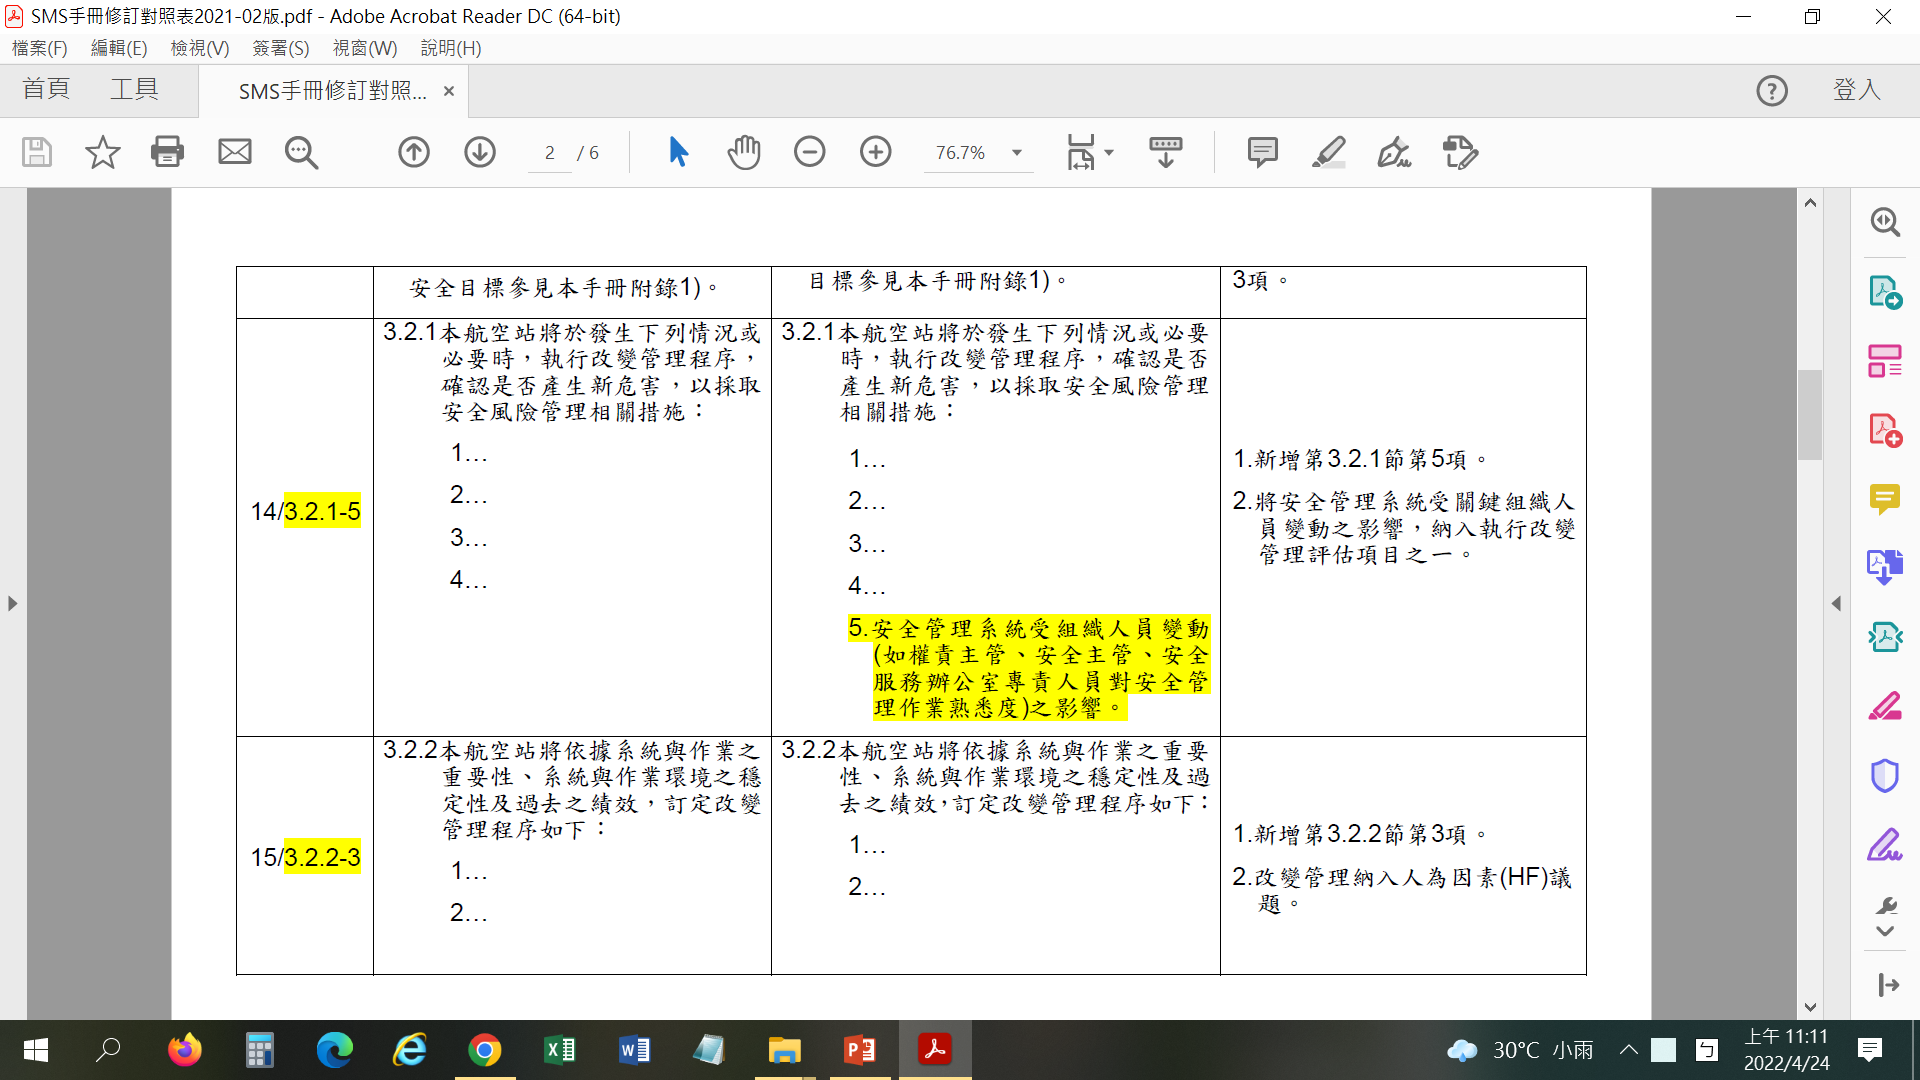 SMS手冊修訂對照表2021-02版.pdf - Adobe Acrobat Reader DC (64-bit)
檔案(F) 編輯(E) 檢視(V) 簽署(S) 視窗(W) 說明(H)
首頁 工具 SMS手冊修訂對照... × 登入
2 / 6 76.7%
安全目標參見本手冊附錄1)。
目標參見本手冊附錄1)。
3項。
14/3.2.1-5
3.2.1本航空站將於發生下列情況或
必要時，執行改變管理程序，
確認是否產生新危害，以採取
安全風險管理相關措施：
1…
2…
3…
4…
3.2.1本航空站將於發生下列情況或必要
時，執行改變管理程序，確認是否
產生新危害，以採取安全風險管理
相關措施：
1…
2…
3…
4…
5.安全管理系統受組織人員變動
(如權責主管、安全主管、安全
服務辦公室專責人員對安全管
理作業熟悉度)之影響。
1.新增第3.2.1節第5項。
2.將安全管理系統受關鍵組織人
員變動之影響，納入執行改變
管理評估項目之一。
15/3.2.2-3
3.2.2本航空站將依據系統與作業之
重要性、系統與作業環境之穩
定性及過去之績效，訂定改變
管理程序如下：
1…
2…
3.2.2本航空站將依據系統與作業之重要
性、系統與作業環境之穩定性及過
去之績效，訂定改變管理程序如下：
1…
2…
1.新增第3.2.2節第3項。
2.改變管理納入人為因素(HF)議
題。
30°C 小雨 ㄅ 上午 11:11
2022/4/24